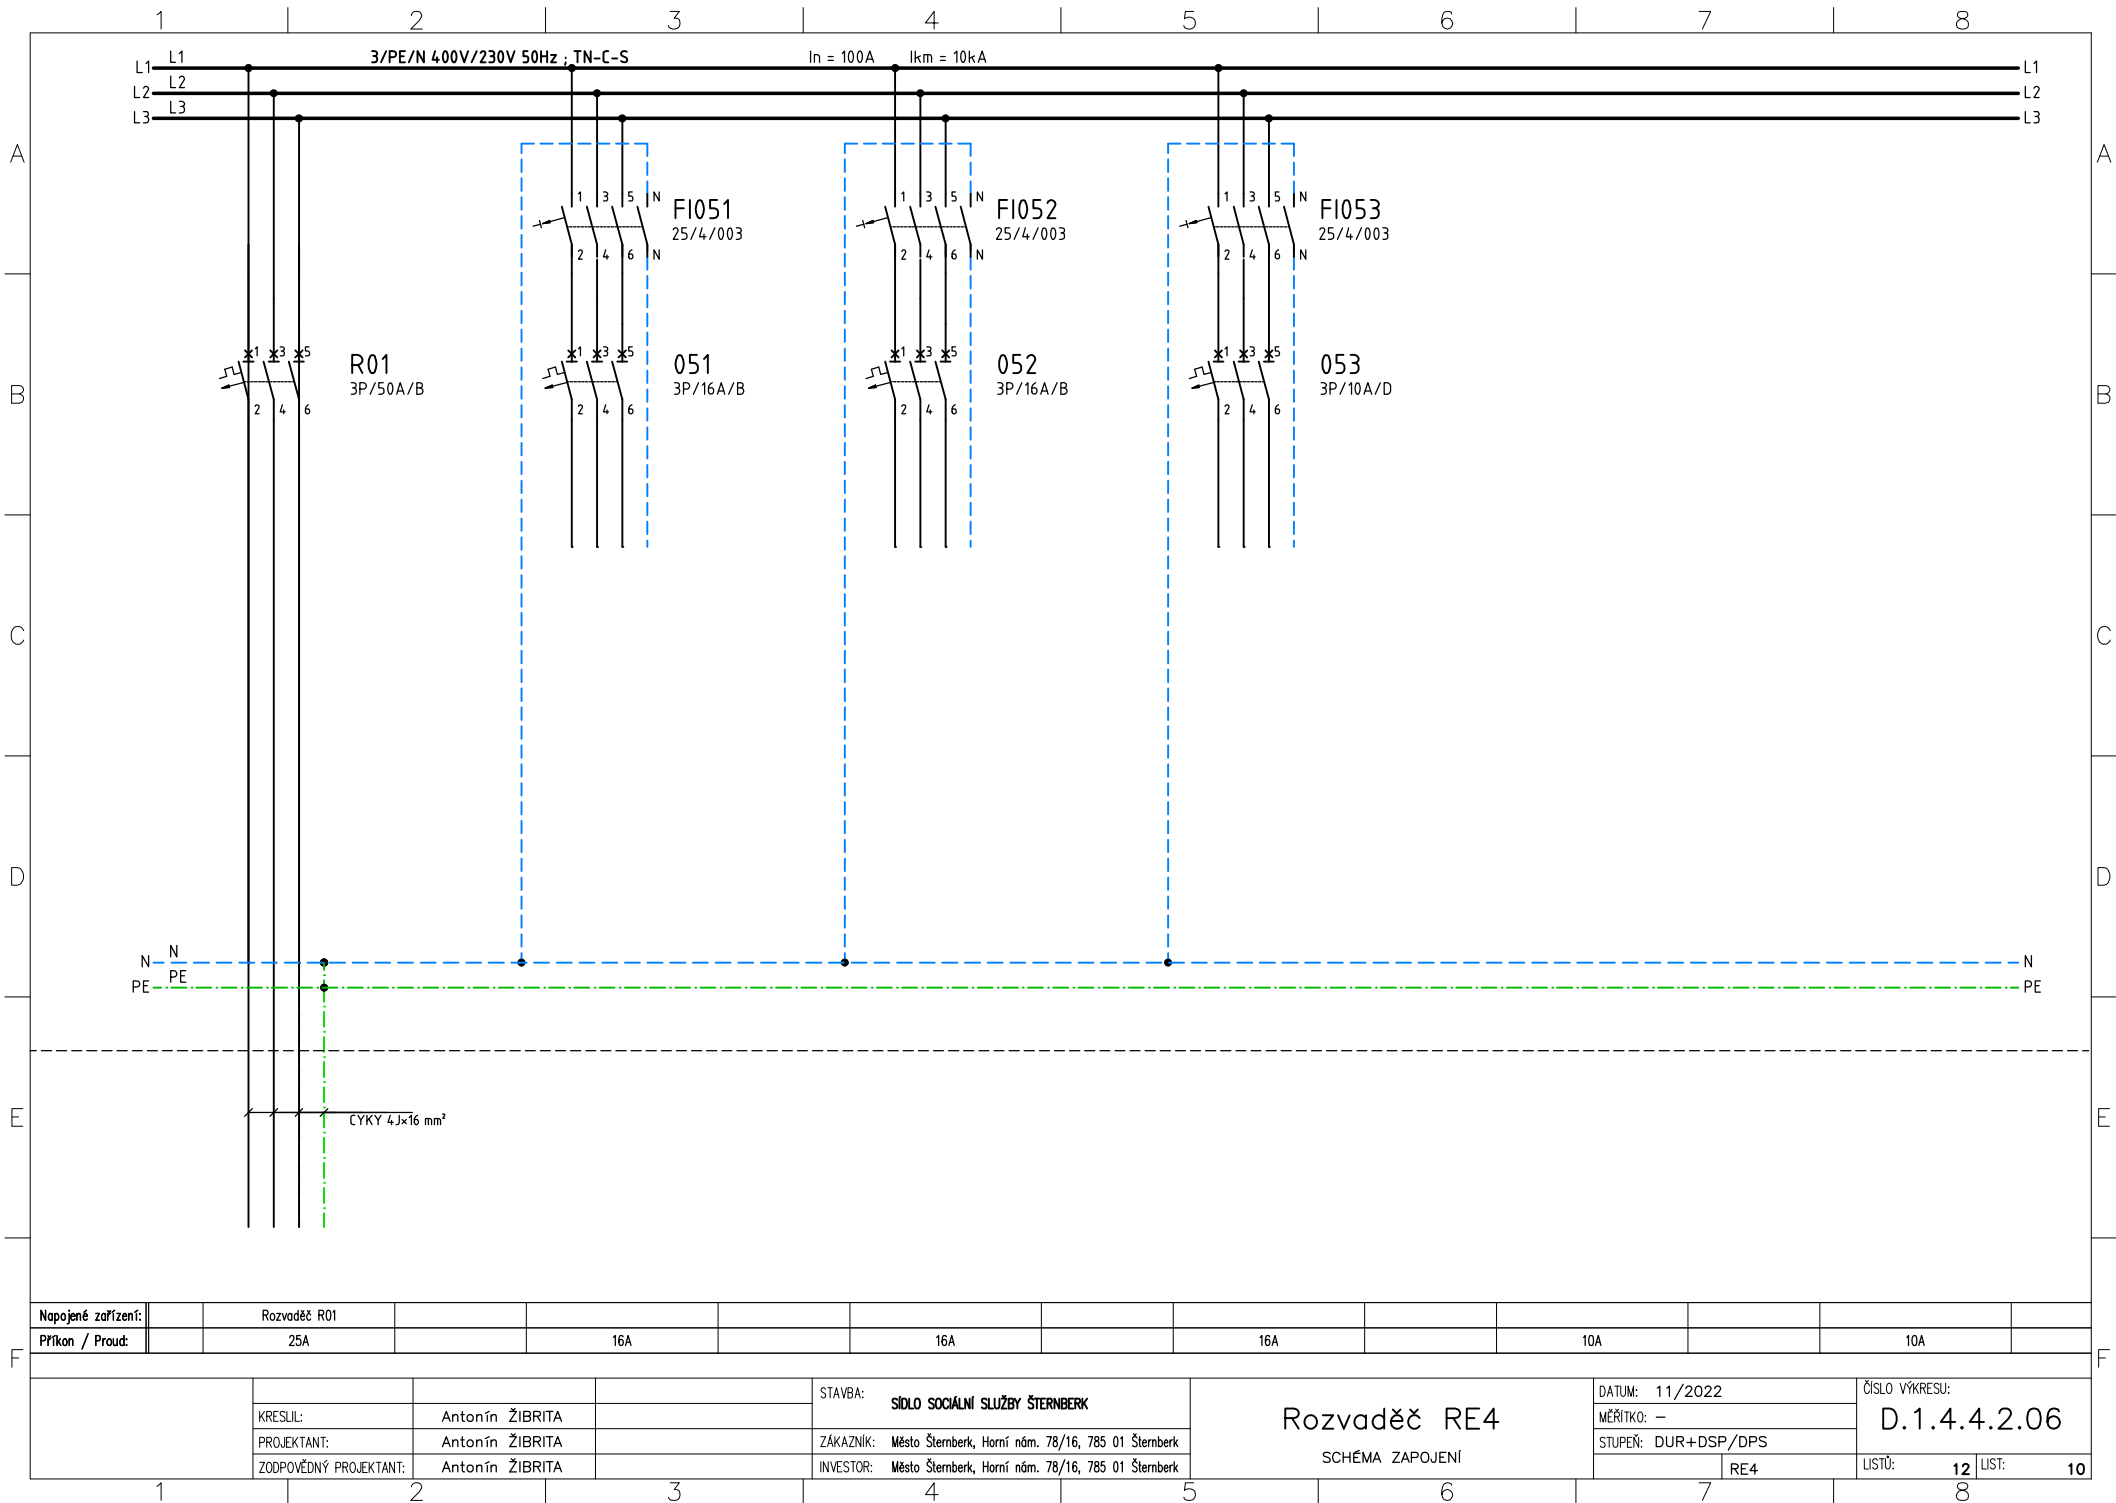 1 2 3 4 5 6 7 8
L1 L1 3/PE/N 400V/230V 50Hz ; TN-C-S In = 100A Ikm = 10kA L1
L2 L2 L2
L3 L3 L3
A A
1 3 5 N FI051 1 3 5 N FI052 1 3 5 N FI053
25/4/003 25/4/003 25/4/003
2 4 6 N 2 4 6 N 2 4 6 N
1 3 5 R01 1 3 5 051 1 3 5 052 1 3 5 053
3P/50A/B 3P/16A/B 3P/16A/B 3P/10A/D
B B
2 4 6 2 4 6 2 4 6 2 4 6
C C
D D
N N N
PE PE PE
E CYKY 4J×16 mm² E
Napojené zařízení: Rozvaděč R01
Příkon / Proud: 25A 16A 16A 16A 10A 10A
F F
STAVBA: SÍDLO SOCIÁLNÍ SLUŽBY ŠTERNBERK
KRESLIL: Antonín ŽIBRITA
PROJEKTANT: Antonín ŽIBRITA
ZODPOVĚDNÝ PROJEKTANT: Antonín ŽIBRITA
ZÁKAZNÍK: Město Šternberk, Horní nám. 78/16, 785 01 Šternberk
INVESTOR: Město Šternberk, Horní nám. 78/16, 785 01 Šternberk
Rozvaděč RE4
SCHÉMA ZAPOJENÍ
DATUM: 11/2022
MĚŘÍTKO: –
STUPEŇ: DUR+DSP/DPS
RE4
ČÍSLO VÝKRESU:
D.1.4.4.2.06
LISTŮ: 12 LIST: 10
1 2 3 4 5 6 7 8